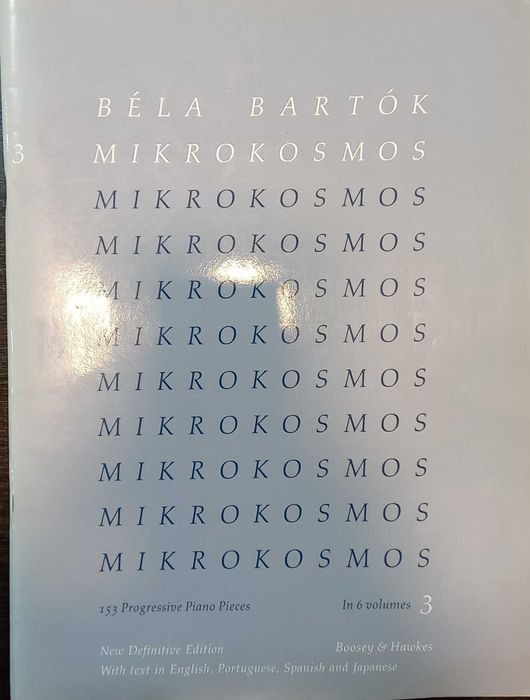 BÉLA BARTÓK
3
MIKROKOSMOS
MIKROKOSMOS
MIKROKOSMOS
MIKROKOSMOS
MIKROKOSMOS
MIKROKOSMOS
MIKROKOSMOS
MIKROKOSMOS
MIKROKOSMOS
MIKROKOSMOS
153 Progressive Piano Pieces In 6 volumes 3
New Definitive Edition Boosey & Hawkes
With text in English, Portuguese, Spanish and Japanese